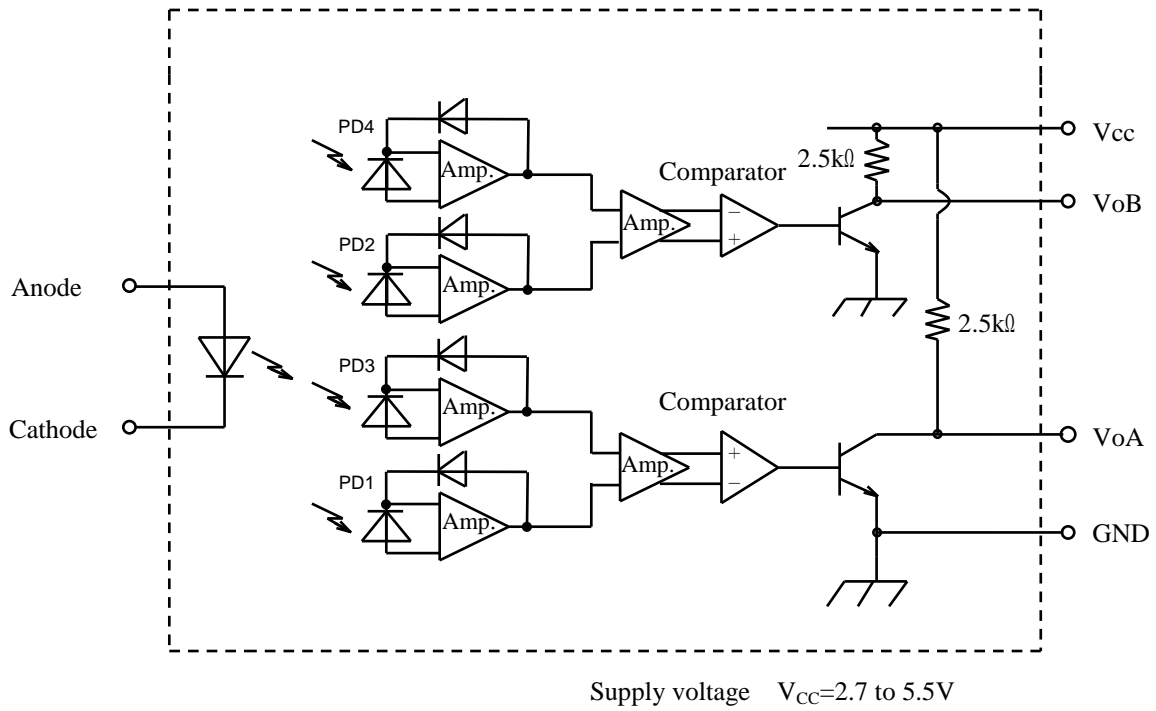 PD4
Vcc
Amp.
Comparator
2.5kΩ
−
VoB
Amp.
+
PD2
Amp.
Anode
2.5kΩ
PD3
Comparator
Amp.
Cathode
+
VoA
Amp.
−
PD1
Amp.
GND
Supply voltage VCC=2.7 to 5.5V